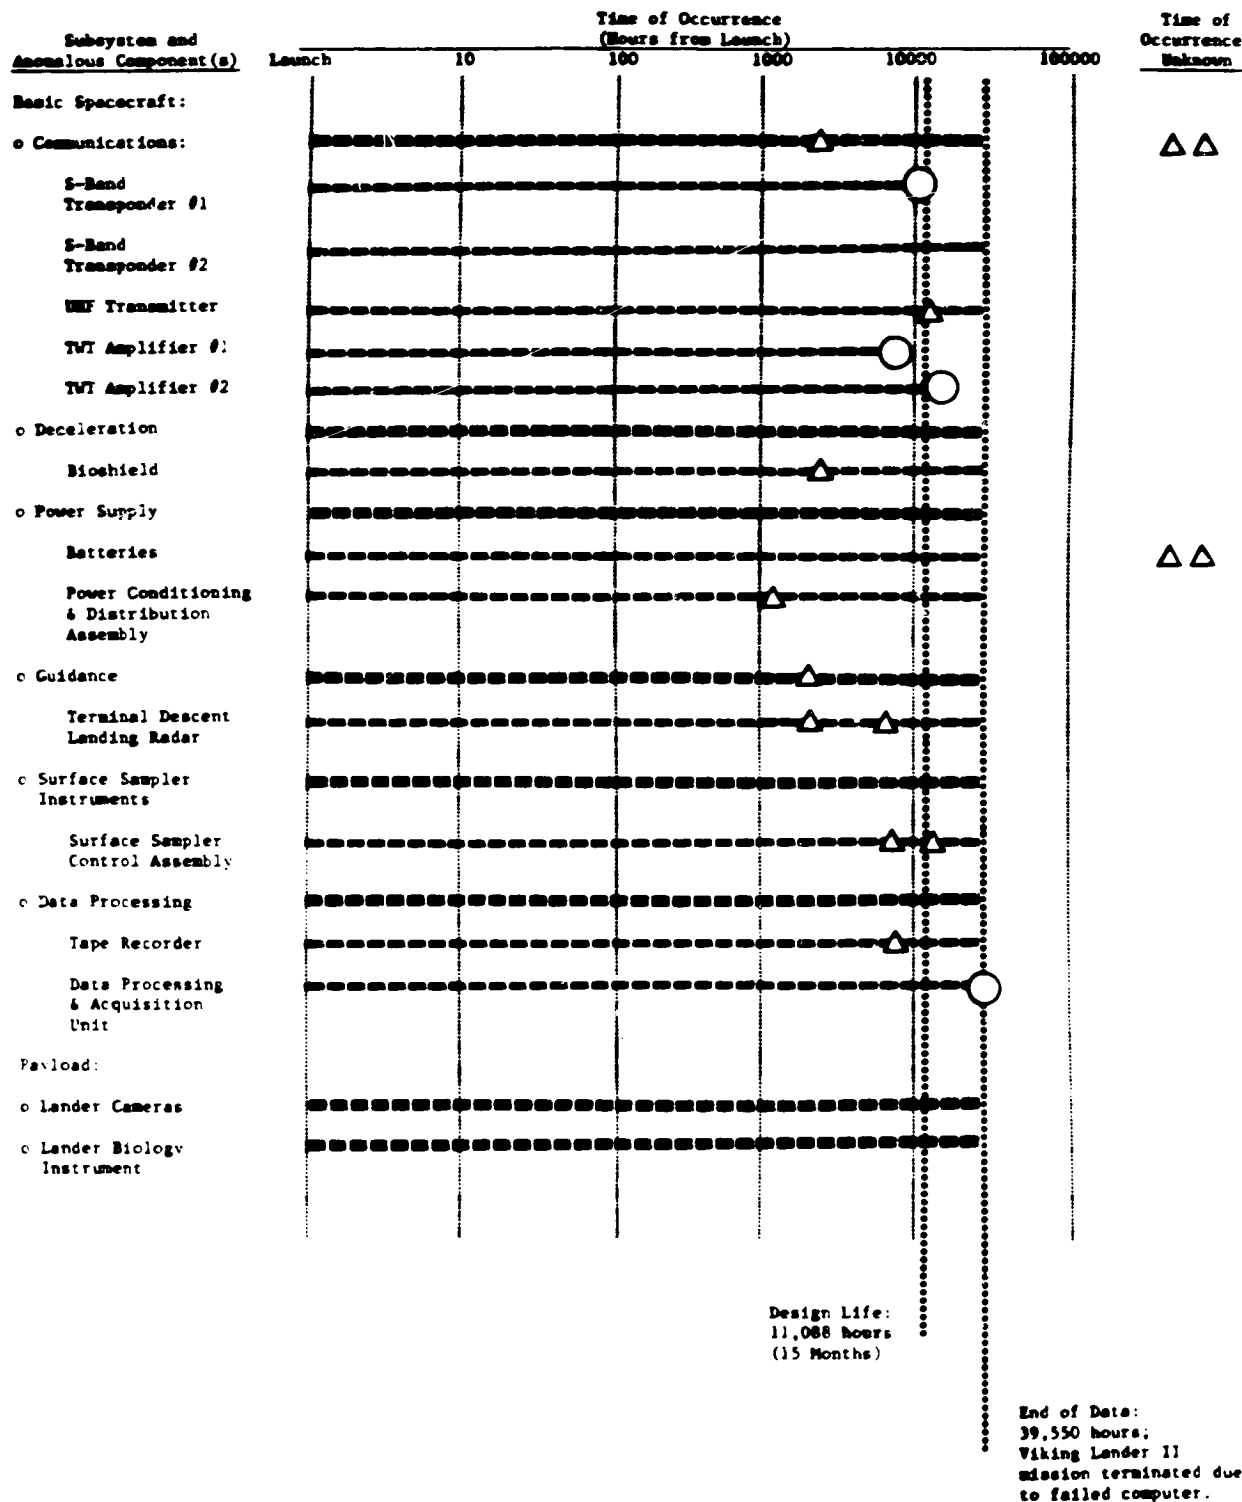 Time of Occurrence
(Hours from Launch)
Time of
Occurrence
Unknown
Subsystem and
Anomalous Component(s)
Launch 10 100 1000 10000 100000
Basic Spacecraft:
o Communications:
S-Band
Transponder #1
S-Band
Transponder #2
UHF Transmitter
TWT Amplifier #1
TWT Amplifier #2
o Deceleration
Bioshield
o Power Supply
Batteries
Power Conditioning
& Distribution
Assembly
o Guidance
Terminal Descent
Landing Radar
o Surface Sampler
Instruments
Surface Sampler
Control Assembly
o Data Processing
Tape Recorder
Data Processing
& Acquisition
Unit
Payload:
o Lander Cameras
o Lander Biology
Instrument
Design Life:
11,088 hours
(15 Months)
End of Data:
39,550 hours;
Viking Lander II
mission terminated due
to failed computer.